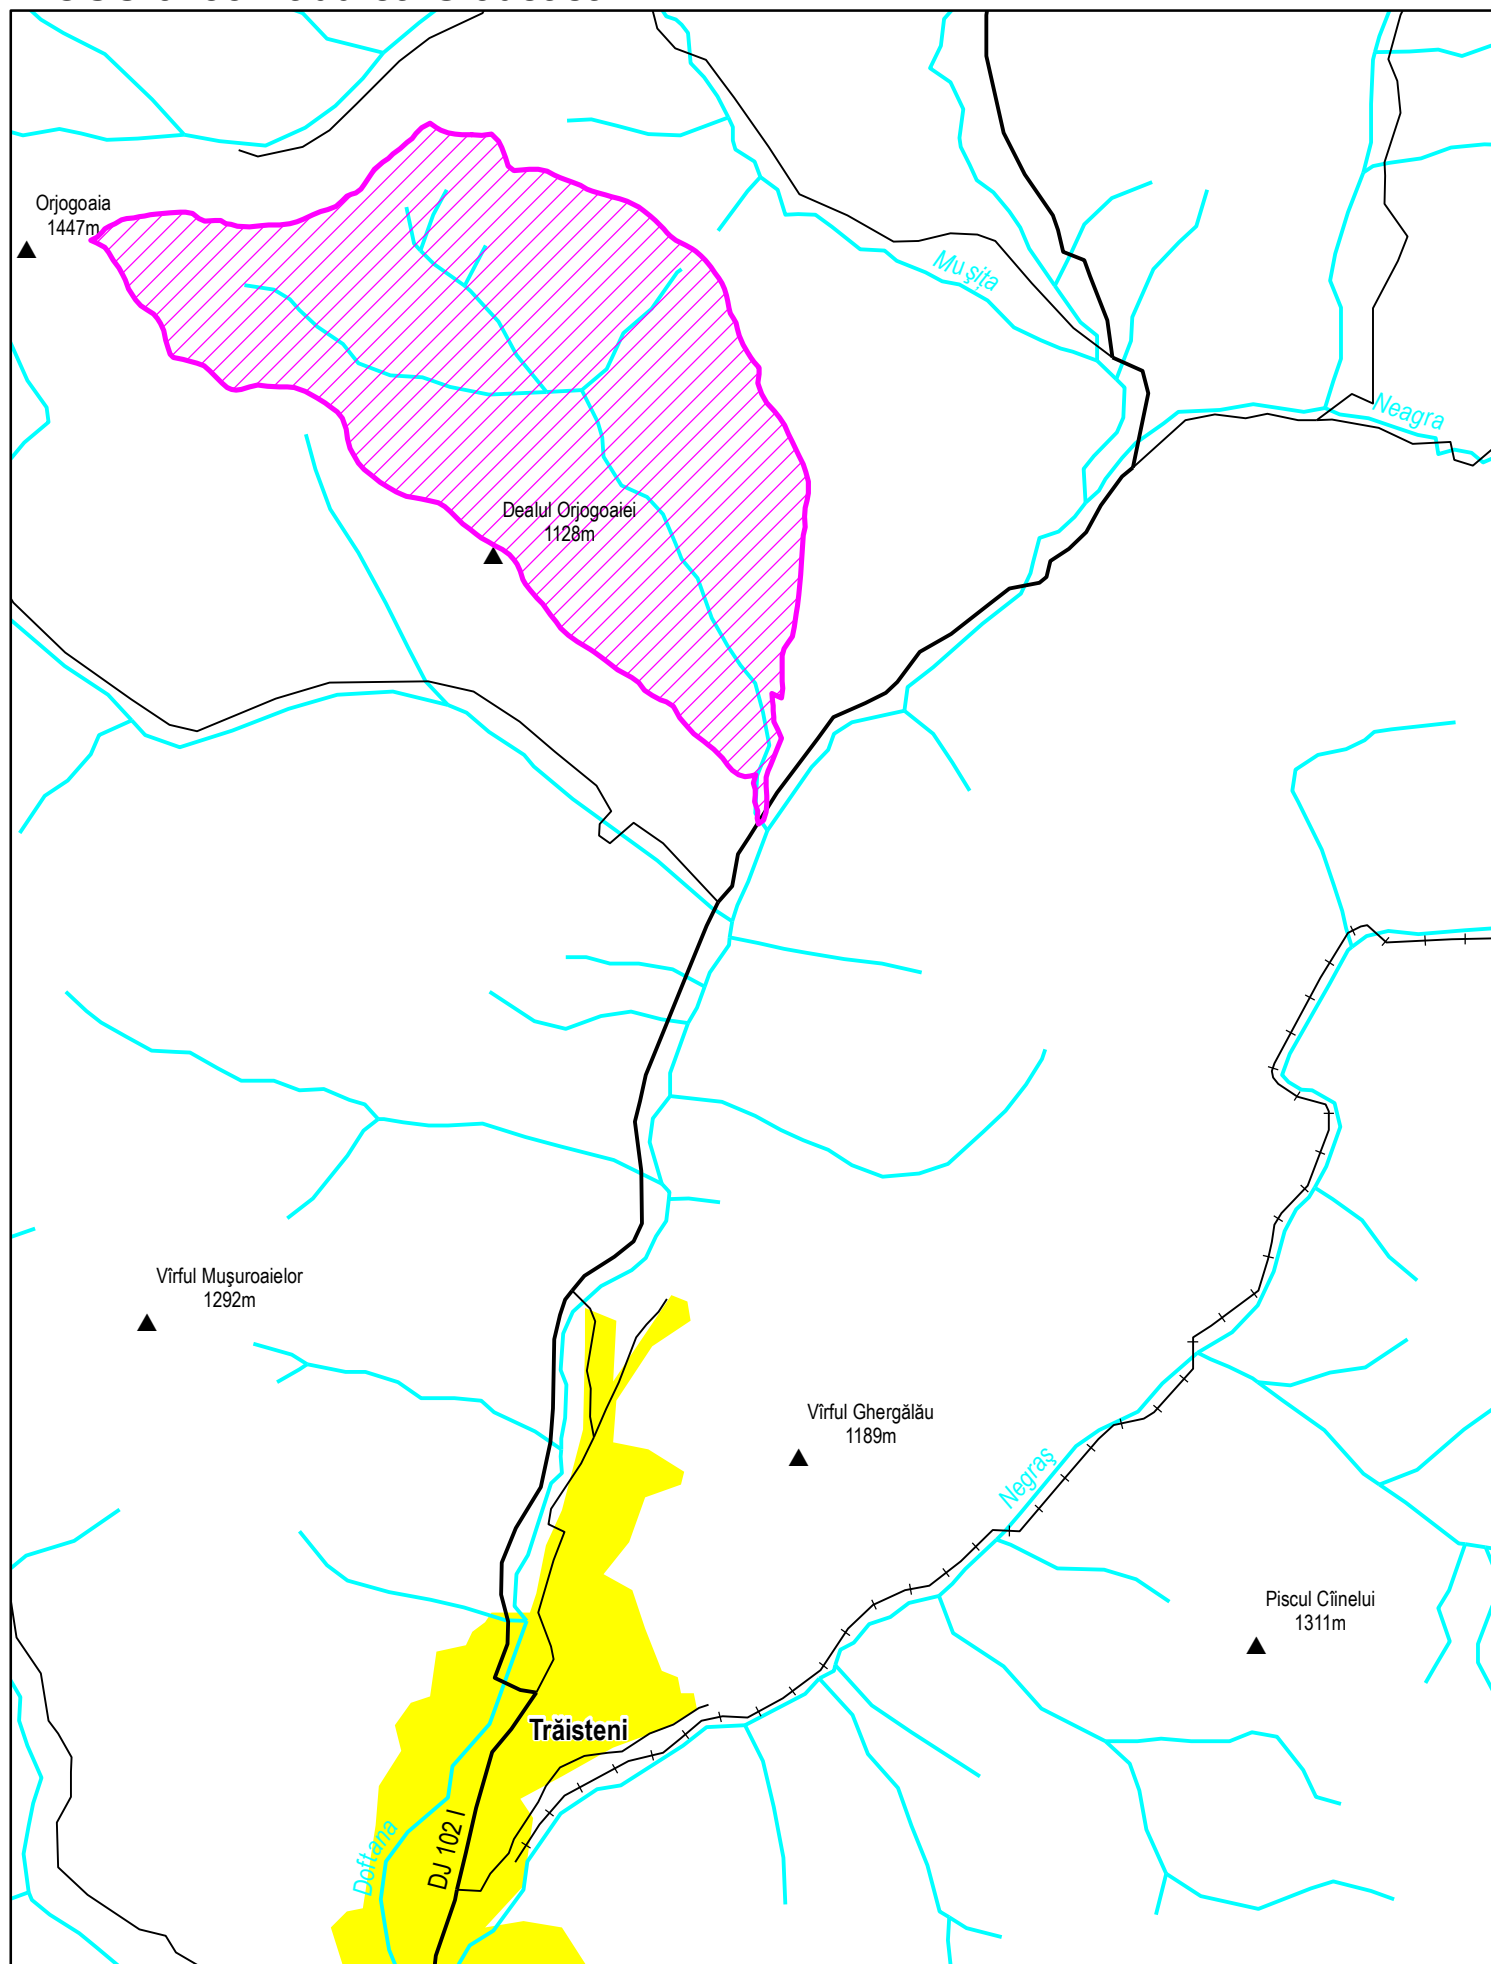 Orjogoaia
1447m
Muşiţa
Neagra
Dealul Orjogoaiei
1128m
Vîrful Muşuroaielor
1292m
Vîrful Ghergălău
1189m
Negraş
Piscul Cîinelui
1311m
Trăisteni
Doftana
DJ 102 I